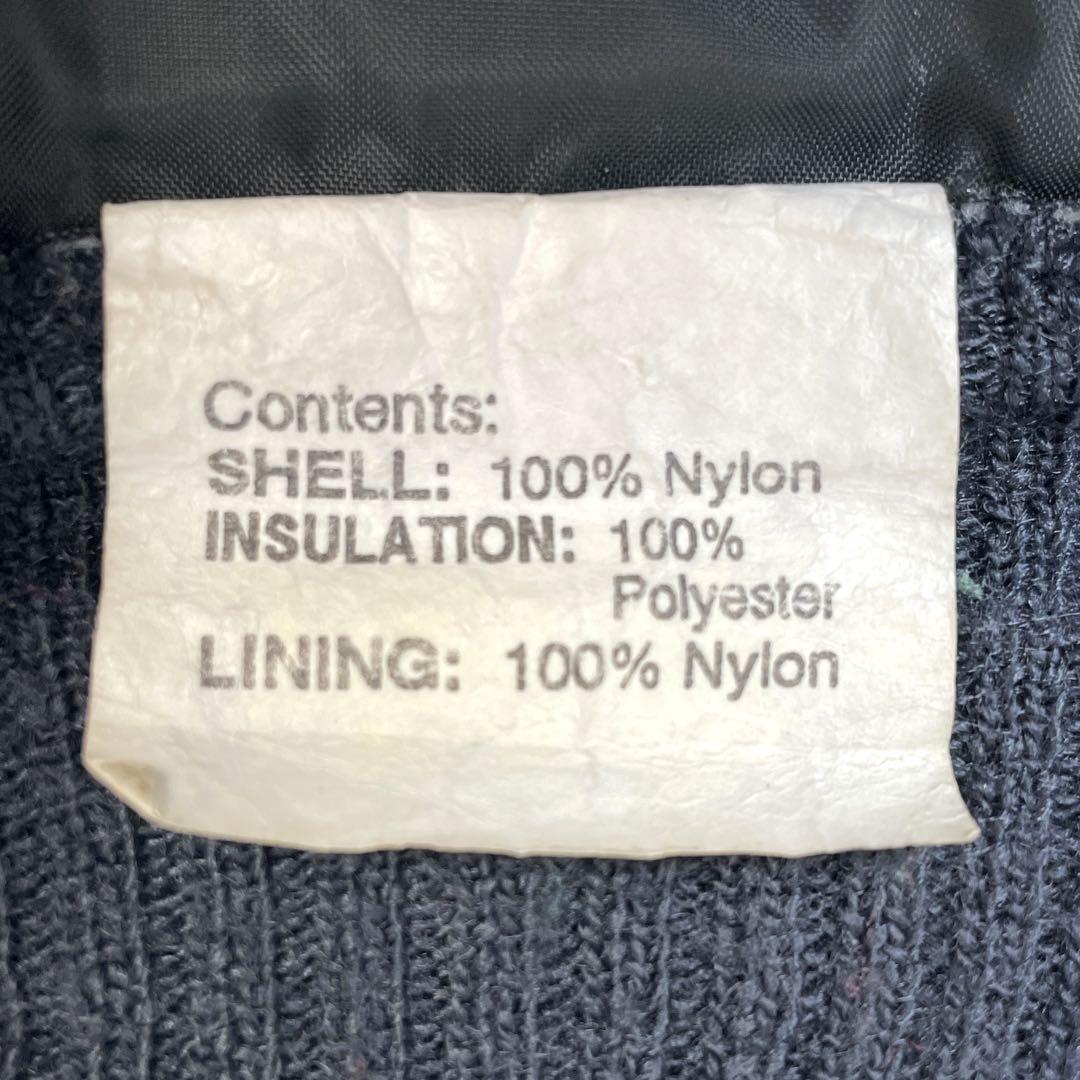 Contents:
SHELL: 100% Nylon
INSULATION: 100%
Polyester
LINING: 100% Nylon